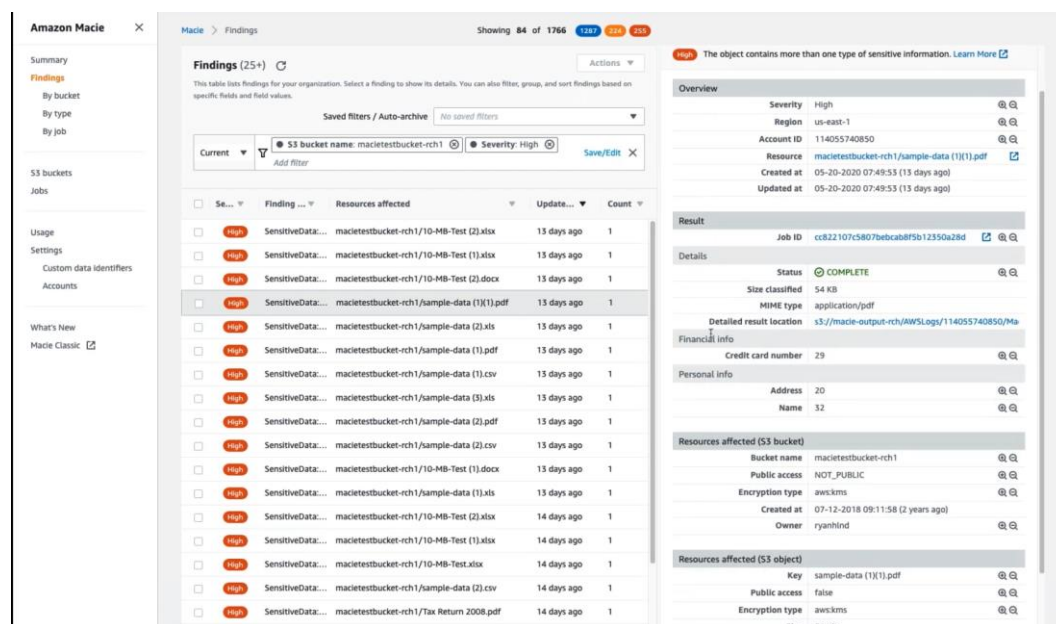 Amazon Macie
Summary
Findings
By bucket
By type
By job
S3 buckets
Jobs
Usage
Settings
Custom data identifiers
Accounts
What's New
Macie Classic
Macie > Findings
Showing 84 of 1766 1287 224 255
Findings (25+)
Actions
This table lists findings for your organization. Select a finding to show its details. You can also filter, group, and sort findings based on
specific fields and field values.
Saved filters / Auto-archive No saved filters
Current S3 bucket name: macietestbucket-rch1 Severity: High Save/Edit
Add filter
Se... Finding ... Resources affected Update... Count
High SensitiveData:... macietestbucket-rch1/10-MB-Test (2).xlsx 13 days ago 1
High SensitiveData:... macietestbucket-rch1/10-MB-Test (1).xlsx 13 days ago 1
High SensitiveData:... macietestbucket-rch1/10-MB-Test (2).docx 13 days ago 1
High SensitiveData:... macietestbucket-rch1/sample-data (1)(1).pdf 13 days ago 1
High SensitiveData:... macietestbucket-rch1/sample-data (2).xls 13 days ago 1
High SensitiveData:... macietestbucket-rch1/sample-data (1).pdf 13 days ago 1
High SensitiveData:... macietestbucket-rch1/sample-data (1).csv 13 days ago 1
High SensitiveData:... macietestbucket-rch1/sample-data (3).xls 13 days ago 1
High SensitiveData:... macietestbucket-rch1/sample-data (2).pdf 13 days ago 1
High SensitiveData:... macietestbucket-rch1/sample-data (2).csv 13 days ago 1
High SensitiveData:... macietestbucket-rch1/10-MB-Test (1).docx 13 days ago 1
High SensitiveData:... macietestbucket-rch1/sample-data (1).xls 13 days ago 1
High SensitiveData:... macietestbucket-rch1/10-MB-Test (2).xlsx 14 days ago 1
High SensitiveData:... macietestbucket-rch1/10-MB-Test (1).xlsx 14 days ago 1
High SensitiveData:... macietestbucket-rch1/10-MB-Test.xlsx 14 days ago 1
High SensitiveData:... macietestbucket-rch1/sample-data (2).csv 14 days ago 1
High SensitiveData:... macietestbucket-rch1/Tax Return 2008.pdf 14 days ago 1
High The object contains more than one type of sensitive information. Learn More
Overview
Severity High
Region us-east-1
Account ID 114055740850
Resource macietestbucket-rch1/sample-data (1)(1).pdf
Created at 05-20-2020 07:49:53 (13 days ago)
Updated at 05-20-2020 07:49:53 (13 days ago)
Result
Job ID cc822107c5807bebcab8f5b12350a28d
Details
Status COMPLETE
Size classified 54 KB
MIME type application/pdf
Detailed result location s3://macie-output-rch/AWSLogs/114055740850/Ma
Financial info
Credit card number 29
Personal info
Address 20
Name 32
Resources affected (S3 bucket)
Bucket name macietestbucket-rch1
Public access NOT_PUBLIC
Encryption type aws:kms
Created at 07-12-2018 09:11:58 (2 years ago)
Owner ryanhind
Resources affected (S3 object)
Key sample-data (1)(1).pdf
Public access false
Encryption type aws:kms